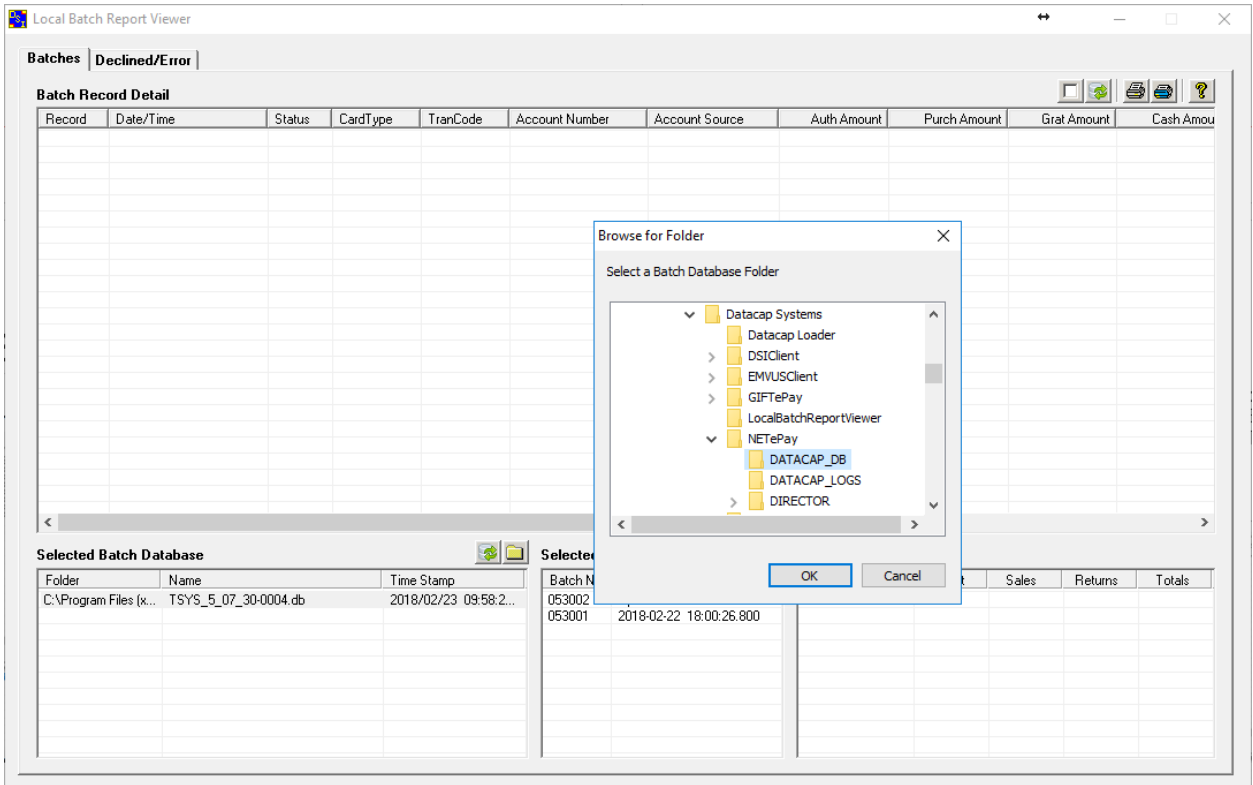 Local Batch Report Viewer
Batches Declined/Error
Batch Record Detail
Record Date/Time Status CardType TranCode Account Number Account Source Auth Amount Purch Amount Grat Amount Cash Amou
Browse for Folder
Select a Batch Database Folder
Datacap Systems
Datacap Loader
DSIClient
EMVUSClient
GIFTePay
LocalBatchReportViewer
NETePay
DATACAP_DB
DATACAP_LOGS
DIRECTOR
OK Cancel
Selected Batch Database
Folder Name Time Stamp
C:\Program Files (x... TSYS_5_07_30-0004.db 2018/02/23 09:58:2...
Selected
Batch N Sales Returns Totals
053002
053001 2018-02-22 18:00:26.800